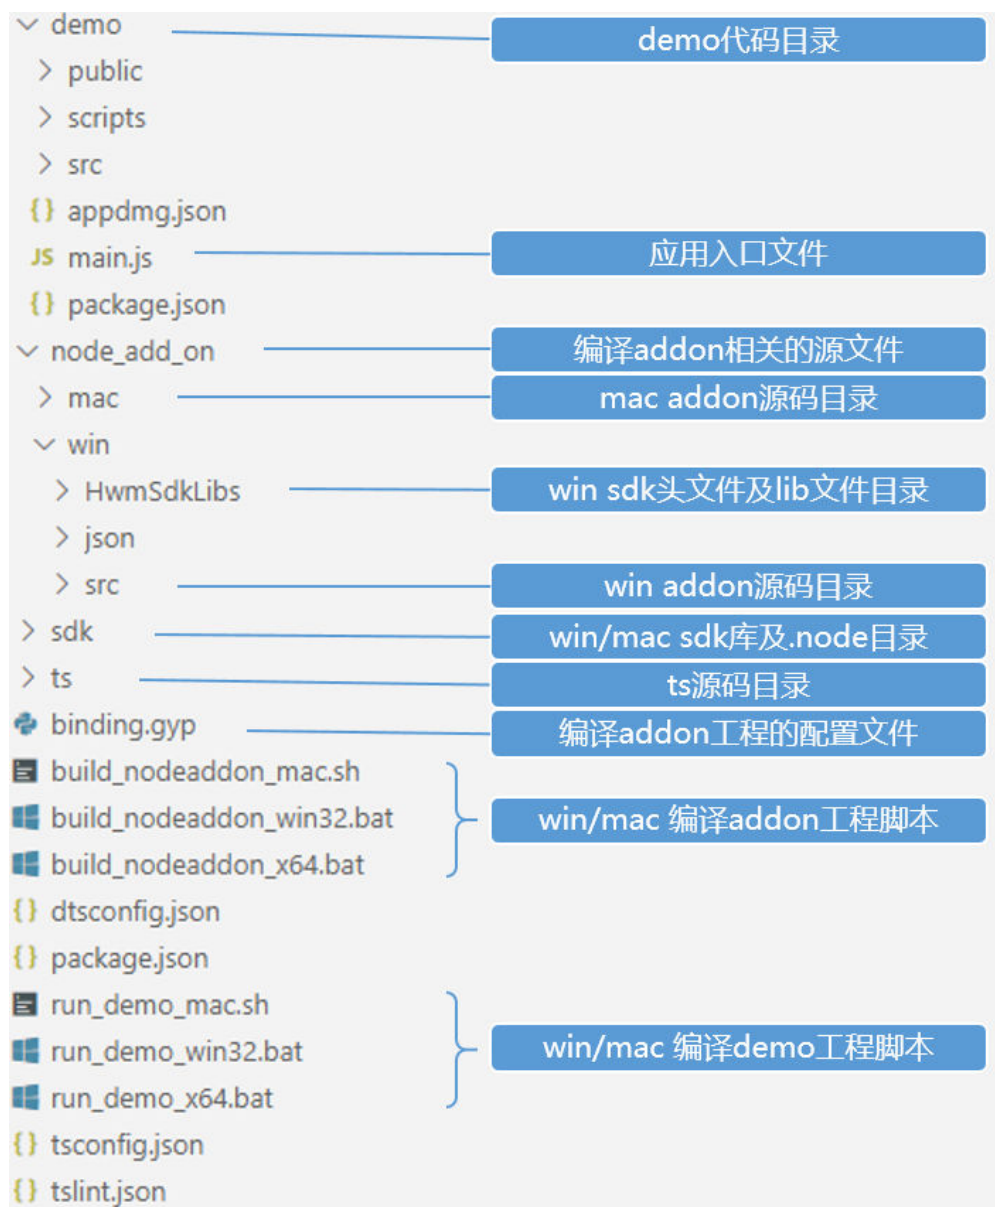 demo
demo代码目录
public
scripts
src
{} appdmg.json
JS main.js
应用入口文件
{} package.json
node_add_on
编译addon相关的源文件
mac
mac addon源码目录
win
HwmSdkLibs
win sdk头文件及lib文件目录
json
src
win addon源码目录
sdk
win/mac sdk库及.node目录
ts
ts源码目录
binding.gyp
编译addon工程的配置文件
build_nodeaddon_mac.sh
build_nodeaddon_win32.bat
win/mac 编译addon工程脚本
build_nodeaddon_x64.bat
{} dtsconfig.json
{} package.json
run_demo_mac.sh
run_demo_win32.bat
win/mac 编译demo工程脚本
run_demo_x64.bat
{} tsconfig.json
{} tslint.json